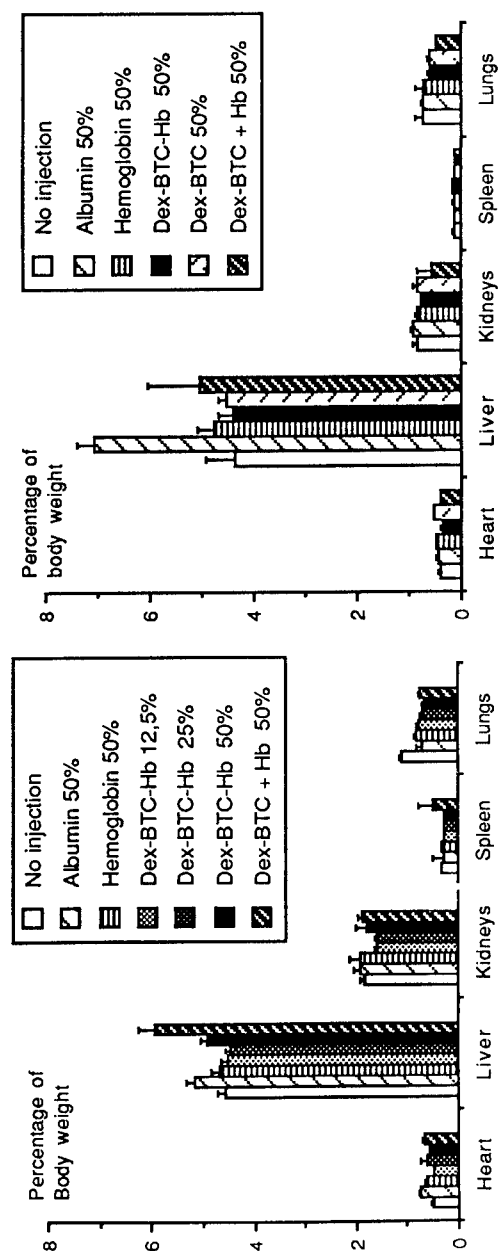 Percentage of
Body weight
8
6
4
2
0
Heart
Liver
Kidneys
Spleen
Lungs
No injection
Albumin 50%
Hemoglobin 50%
Dex-BTC-Hb 12,5%
Dex-BTC-Hb 25%
Dex-BTC-Hb 50%
Dex-BTC + Hb 50%
Percentage of
body weight
8
6
4
2
0
Heart
Liver
Kidneys
Spleen
Lungs
No injection
Albumin 50%
Hemoglobin 50%
Dex-BTC-Hb 50%
Dex-BTC 50%
Dex-BTC + Hb 50%